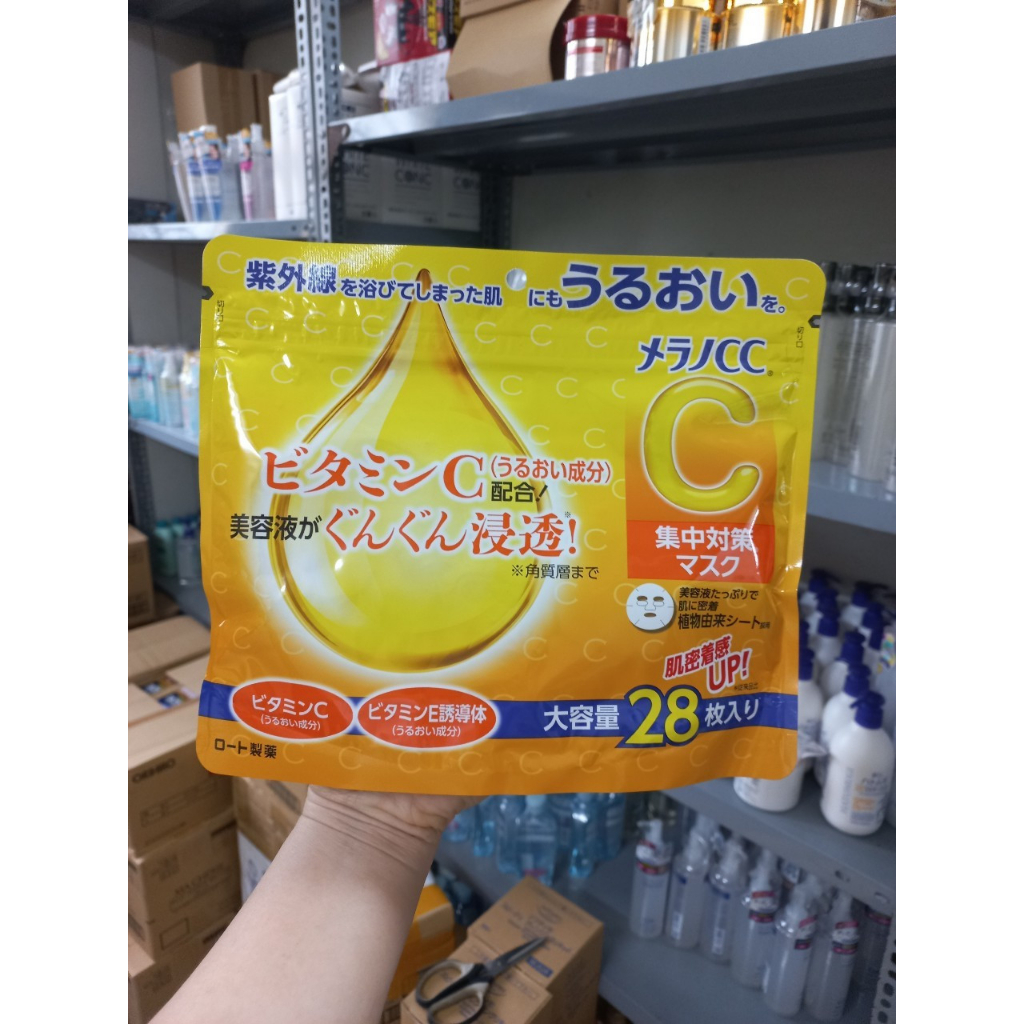 CONC
CONC
紫外線を浴びてしまった肌 にもうるおいを。
メラノCC
C
ビタミンC(うるおい成分)配合!
美容液がぐんぐん浸透!※
※角質層まで
集中対策
マスク
美容液たっぷりで
肌に密着
植物由来シート
肌密着感
UP!
ビタミンC
(うるおい成分)
ビタミンE誘導体
(うるおい成分)
大容量28枚入り
ロート製薬